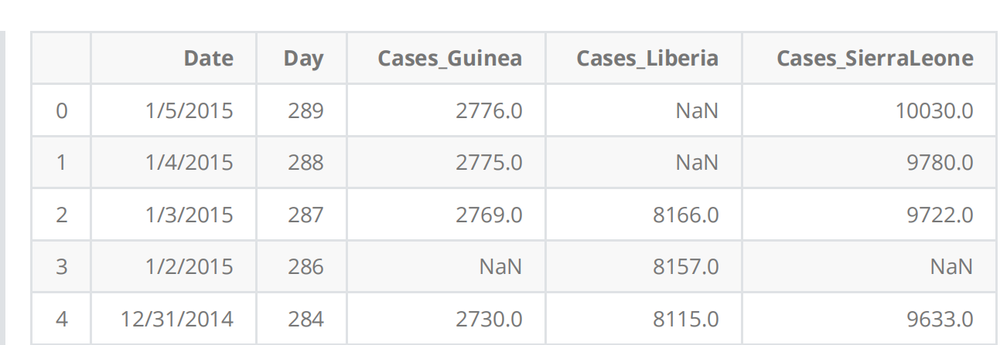 Date Day Cases_Guinea Cases_Liberia Cases_SierraLeone
0 1/5/2015 289 2776.0 NaN 10030.0
1 1/4/2015 288 2775.0 NaN 9780.0
2 1/3/2015 287 2769.0 8166.0 9722.0
3 1/2/2015 286 NaN 8157.0 NaN
4 12/31/2014 284 2730.0 8115.0 9633.0